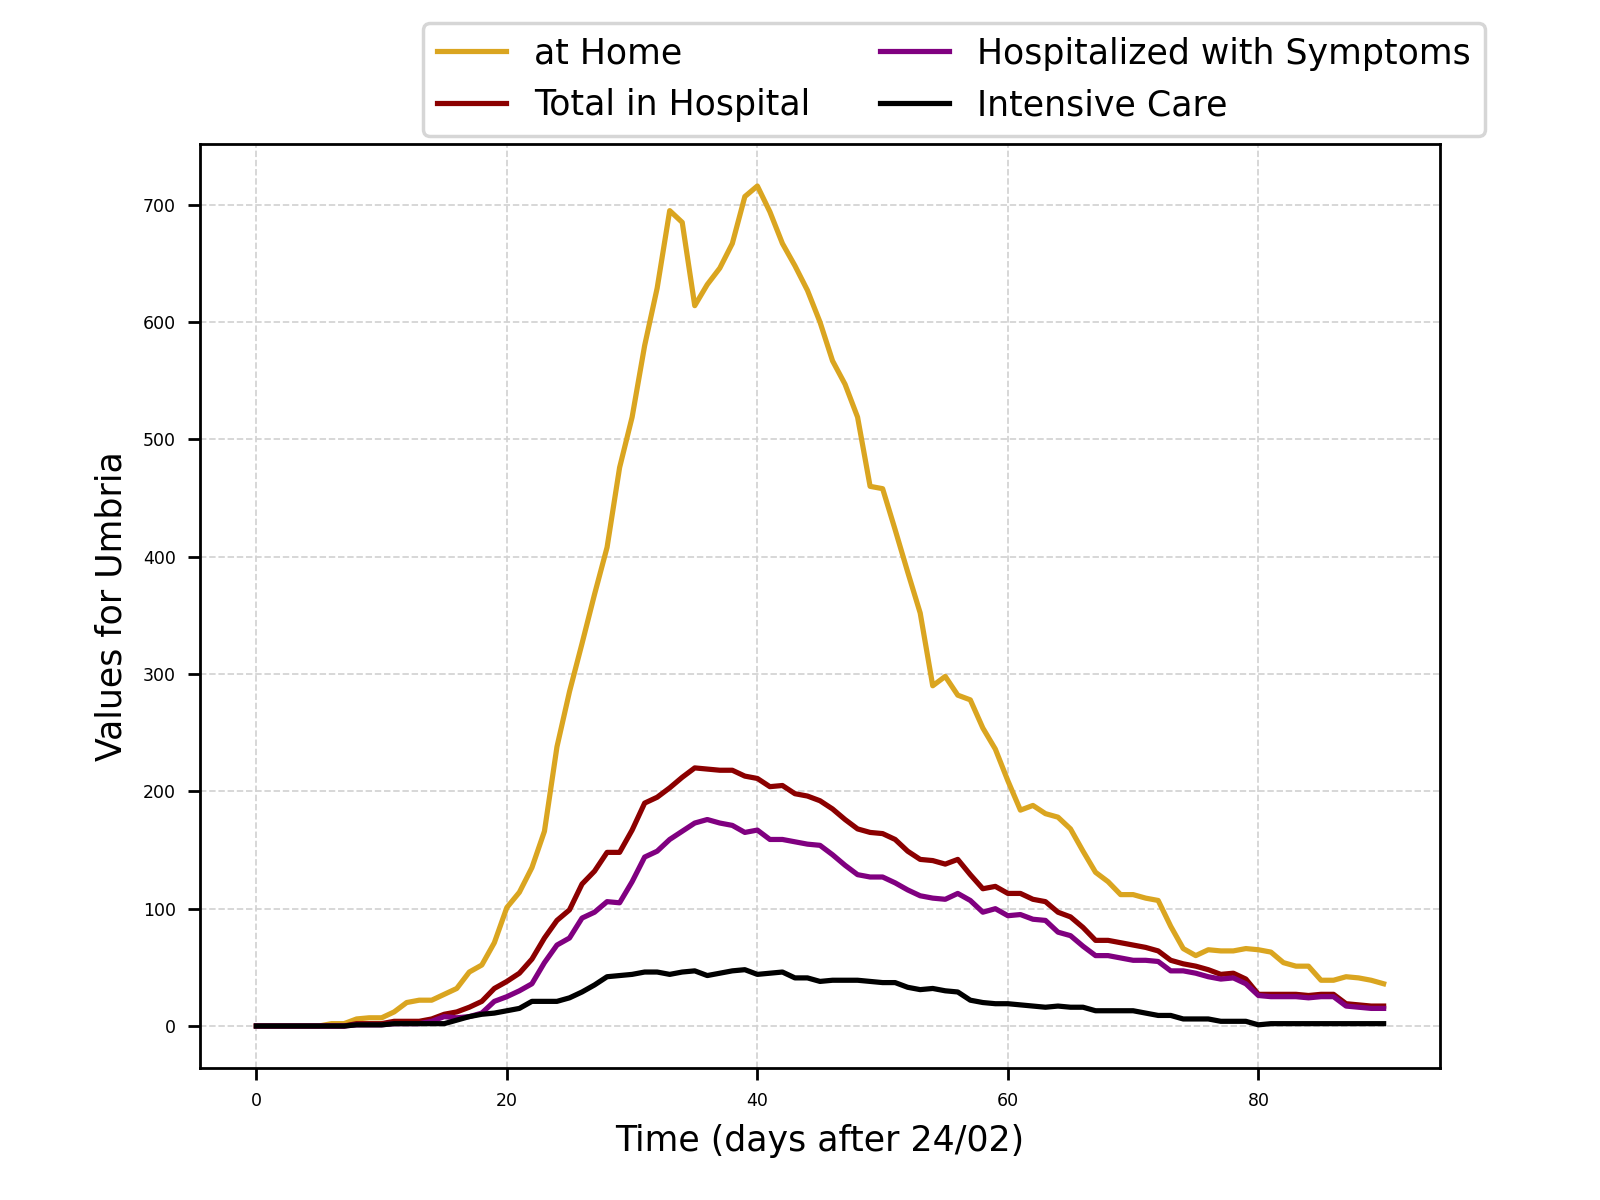 at Home
Total in Hospital
Hospitalized with Symptoms
Intensive Care
Values for Umbria
700
600
500
400
300
200
100
0
0 20 40 60 80
Time (days after 24/02)